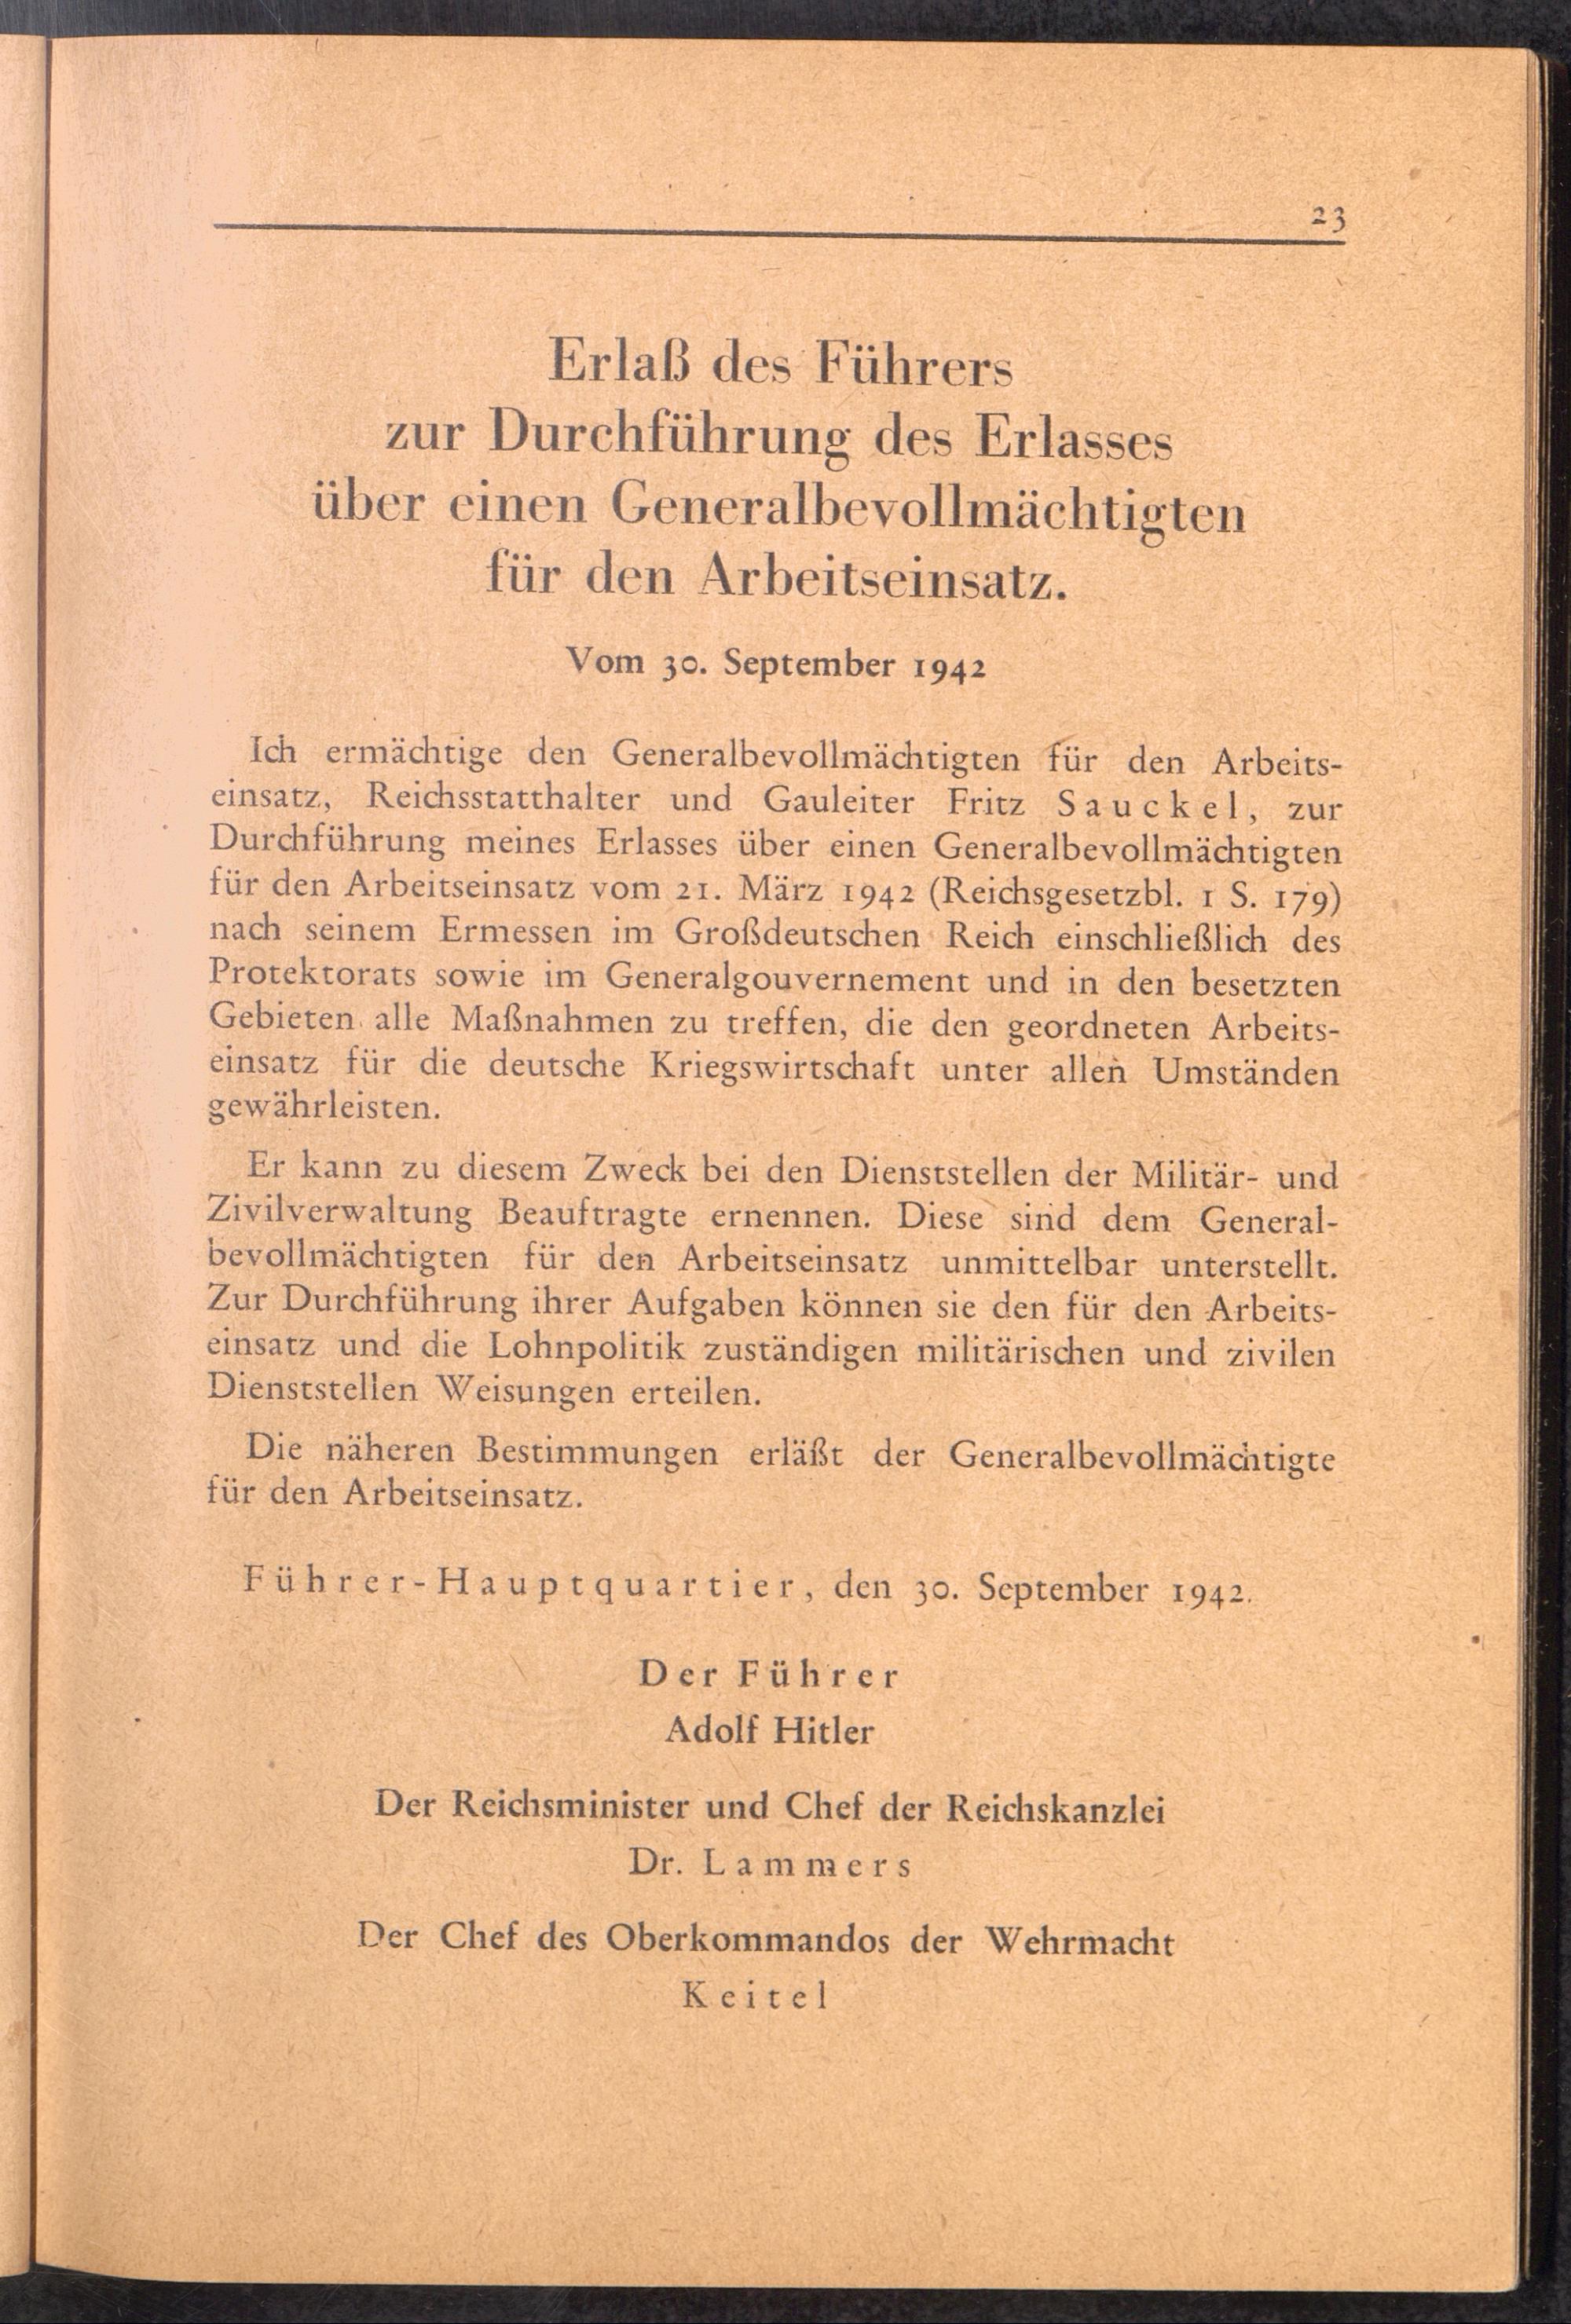 23
Erlaß des Führers
zur Durchführung des Erlasses
über einen Generalbevollmächtigten
für den Arbeitseinsatz.
Vom 30. September 1942
Ich ermächtige den Generalbevollmächtigten für den Arbeits-
einsatz, Reichsstatthalter und Gauleiter Fritz Sauckel, zur
Durchführung meines Erlasses über einen Generalbevollmächtigten
für den Arbeitseinsatz vom 21. März 1942 (Reichsgesetzbl. 1 S. 179)
nach seinem Ermessen im Großdeutschen Reich einschließlich des
Protektorats sowie im Generalgouvernement und in den besetzten
Gebieten alle Maßnahmen zu treffen, die den geordneten Arbeits-
einsatz für die deutsche Kriegswirtschaft unter allen Umständen
gewährleisten.
Er kann zu diesem Zweck bei den Dienststellen der Militär- und
Zivilverwaltung Beauftragte ernennen. Diese sind dem General-
bevollmächtigten für den Arbeitseinsatz unmittelbar unterstellt.
Zur Durchführung ihrer Aufgaben können sie den für den Arbeits-
einsatz und die Lohnpolitik zuständigen militärischen und zivilen
Dienststellen Weisungen erteilen.
Die näheren Bestimmungen erläßt der Generalbevollmächtigte
für den Arbeitseinsatz.
Führer-Hauptquartier, den 30. September 1942.
Der Führer
Adolf Hitler
Der Reichsminister und Chef der Reichskanzlei
Dr. Lammers
Der Chef des Oberkommandos der Wehrmacht
Keitel